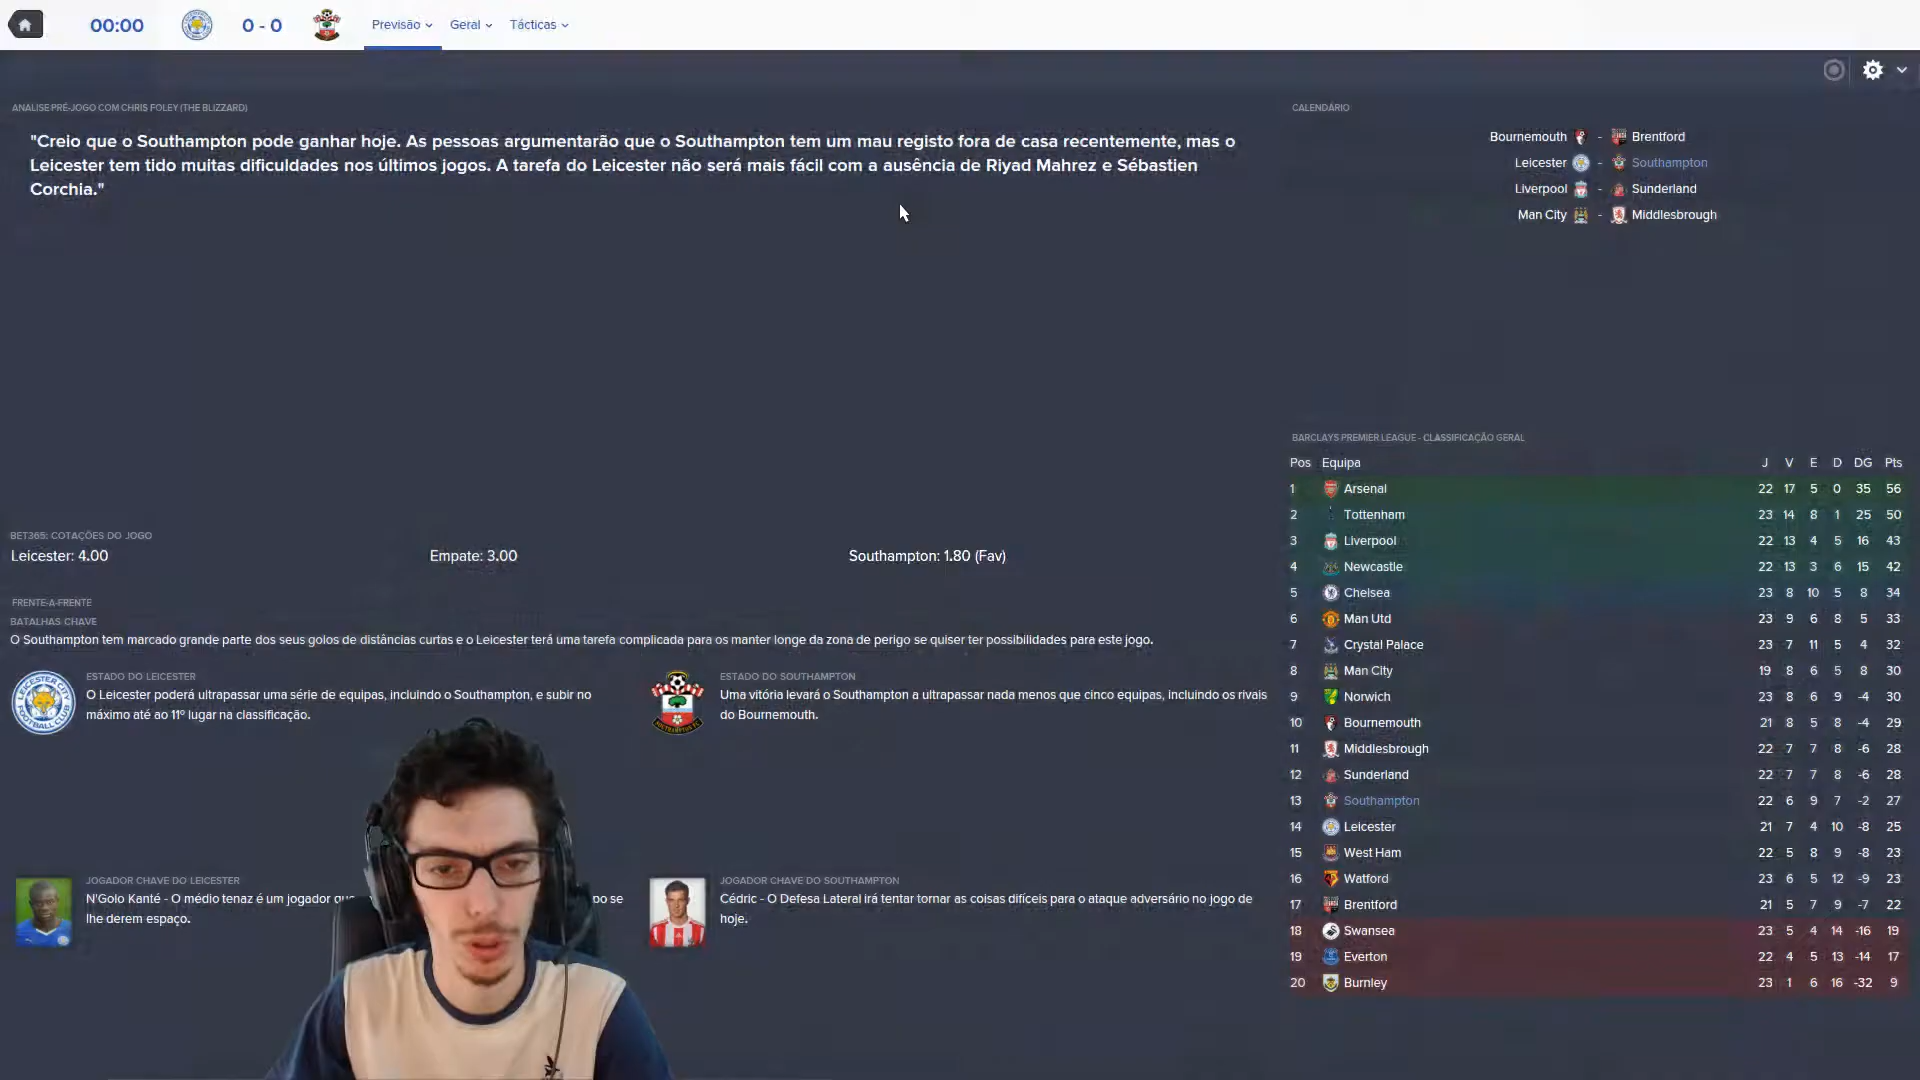 00:00 0 - 0 Previsão Geral Tácticas
ANÁLISE PRÉ-JOGO COM CHRIS FOLEY (THE BLIZZARD)
"Creio que o Southampton pode ganhar hoje. As pessoas argumentarão que o Southampton tem um mau registo fora de casa recentemente, mas o
Leicester tem tido muitas dificuldades nos últimos jogos. A tarefa do Leicester não será mais fácil com a ausência de Riyad Mahrez e Sébastien
Corchia."
CALENDÁRIO
Bournemouth - Brentford
Leicester - Southampton
Liverpool - Sunderland
Man City - Middlesbrough
BET365: COTAÇÕES DO JOGO
Leicester: 4.00 Empate: 3.00 Southampton: 1.80 (Fav)
FRENTE-A-FRENTE
BATALHAS CHAVE
O Southampton tem marcado grande parte dos seus golos de distâncias curtas e o Leicester terá uma tarefa complicada para os manter longe da zona de perigo se quiser ter possibilidades para este jogo.
ESTADO DO LEICESTER
O Leicester poderá ultrapassar uma série de equipas, incluindo o Southampton, e subir no
máximo até ao 11º lugar na classificação.
ESTADO DO SOUTHAMPTON
Uma vitória levará o Southampton a ultrapassar nada menos que cinco equipas, incluindo os rivais
do Bournemouth.
JOGADOR CHAVE DO LEICESTER
N'Golo Kanté - O médio tenaz é um jogador se
lhe derem espaço.
JOGADOR CHAVE DO SOUTHAMPTON
Cédric - O Defesa Lateral irá tentar tornar as coisas difíceis para o ataque adversário no jogo de
hoje.
BARCLAYS PREMIER LEAGUE - CLASSIFICAÇÃO GERAL
Pos Equipa J V E D DG Pts
1 Arsenal 22 17 5 0 35 56
2 Tottenham 23 14 8 1 25 50
3 Liverpool 22 13 4 5 16 43
4 Newcastle 22 13 3 6 15 42
5 Chelsea 23 8 10 5 8 34
6 Man Utd 23 9 6 8 5 33
7 Crystal Palace 23 7 11 5 4 32
8 Man City 19 8 6 5 8 30
9 Norwich 23 8 6 9 -4 30
10 Bournemouth 21 8 5 8 -4 29
11 Middlesbrough 22 7 7 8 -6 28
12 Sunderland 22 7 7 8 -6 28
13 Southampton 22 6 9 7 -2 27
14 Leicester 21 7 4 10 -8 25
15 West Ham 22 5 8 9 -8 23
16 Watford 23 6 5 12 -9 23
17 Brentford 21 5 7 9 -7 22
18 Swansea 23 5 4 14 -16 19
19 Everton 22 4 5 13 -14 17
20 Burnley 23 1 6 16 -32 9